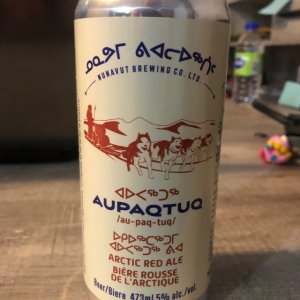 NUNAVUT BREWING CO. LTD.
ᐊᐅᐸᖅᑐᖅ
AUPAQTUQ
/au-paq-tuq/
ARCTIC RED ALE
BIÈRE ROUSSE
DE L'ARCTIQUE
Beer/Bière 473ml 5% alc./vol.